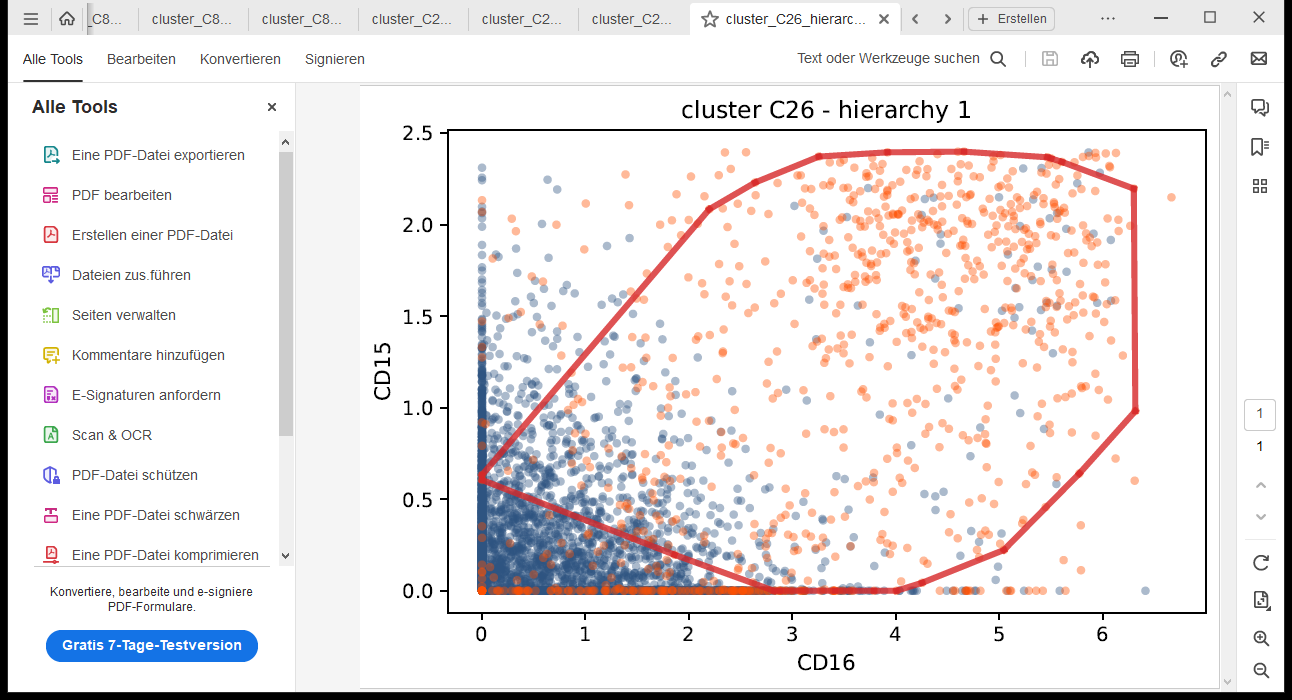 C8...
cluster_C8...
cluster_C8...
cluster_C2...
cluster_C2...
cluster_C2...
cluster_C26_hierarc...
Erstellen
Alle Tools
Bearbeiten
Konvertieren
Signieren
Text oder Werkzeuge suchen
Alle Tools
Eine PDF-Datei exportieren
PDF bearbeiten
Erstellen einer PDF-Datei
Dateien zus.führen
Seiten verwalten
Kommentare hinzufügen
E-Signaturen anfordern
Scan & OCR
PDF-Datei schützen
Eine PDF-Datei schwärzen
Eine PDF-Datei komprimieren
Konvertiere, bearbeite und e-signiere
PDF-Formulare.
Gratis 7-Tage-Testversion
cluster C26 - hierarchy 1
2.5
2.0
1.5
1.0
0.5
0.0
CD15
0 1 2 3 4 5 6
CD16
1
1